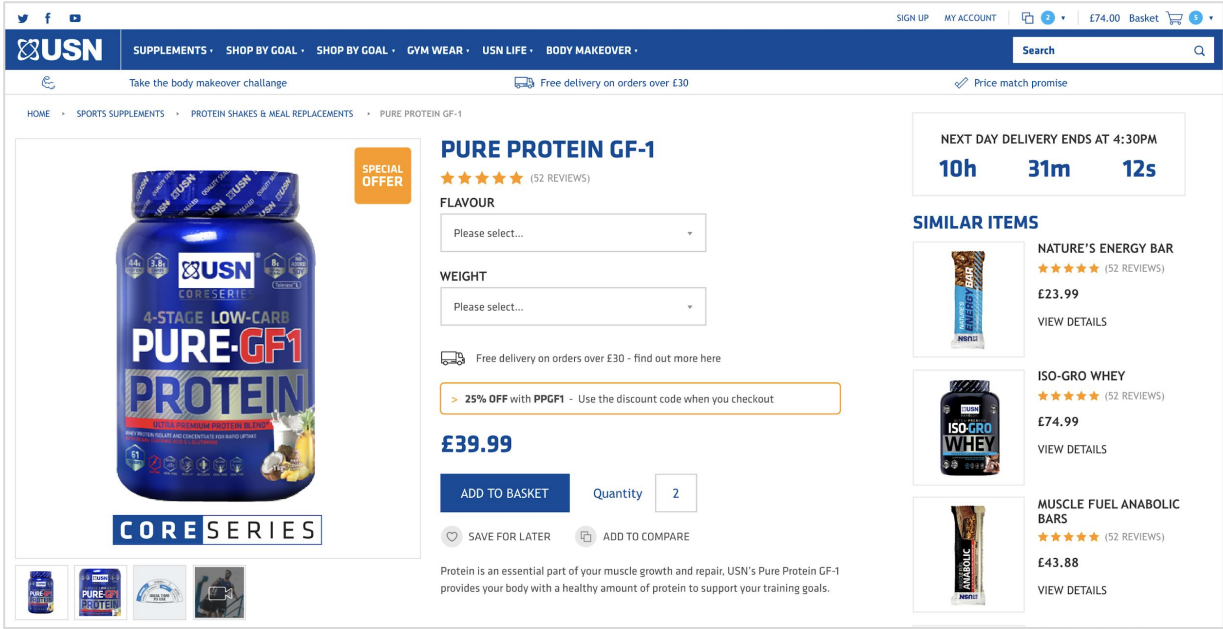 SIGN UP MY ACCOUNT 2 £74.00 Basket 5
USN SUPPLEMENTS SHOP BY GOAL SHOP BY GOAL GYM WEAR USN LIFE BODY MAKEOVER Search
Take the body makeover challange Free delivery on orders over £30 Price match promise
HOME SPORTS SUPPLEMENTS PROTEIN SHAKES & MEAL REPLACEMENTS PURE PROTEIN GF-1
SPECIAL
OFFER
USN
CORESERIES
4-STAGE LOW-CARB
PURE-GF1
PROTEIN
ULTRA PREMIUM PROTEIN BLEND
WHEY PROTEIN ISOLATE AND CONCENTRATE FOR RAPID UPTAKE
CORESERIES
PURE PROTEIN GF-1
(52 REVIEWS)
FLAVOUR
Please select...
WEIGHT
Please select...
Free delivery on orders over £30 - find out more here
> 25% OFF with PPGF1 - Use the discount code when you checkout
£39.99
ADD TO BASKET Quantity 2
SAVE FOR LATER ADD TO COMPARE
Protein is an essential part of your muscle growth and repair, USN's Pure Protein GF-1
provides your body with a healthy amount of protein to support your training goals.
NEXT DAY DELIVERY ENDS AT 4:30PM
10h 31m 12s
SIMILAR ITEMS
NATURE'S ENERGY BAR
(52 REVIEWS)
£23.99
VIEW DETAILS
ISO-GRO WHEY
(52 REVIEWS)
£74.99
VIEW DETAILS
MUSCLE FUEL ANABOLIC
BARS
(52 REVIEWS)
£43.88
VIEW DETAILS